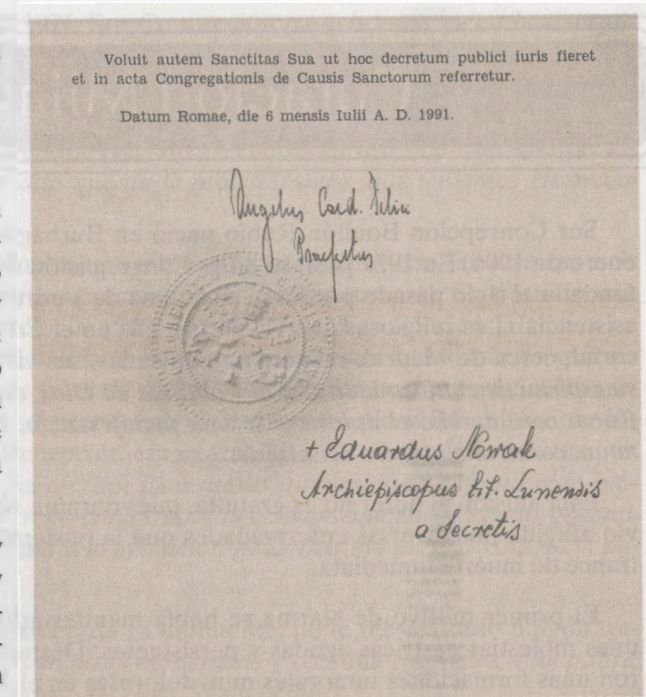 Voluit autem Sanctitas Sua ut hoc decretum publici iuris fieret
et in acta Congregationis de Causis Sanctorum referretur.
Datum Romae, die 6 mensis Iulii A. D. 1991.
Angelus Card. Felici
Praefectus
+ Eduardus Nowak
Archiepiscopus tit. Lunensis
a Secretis